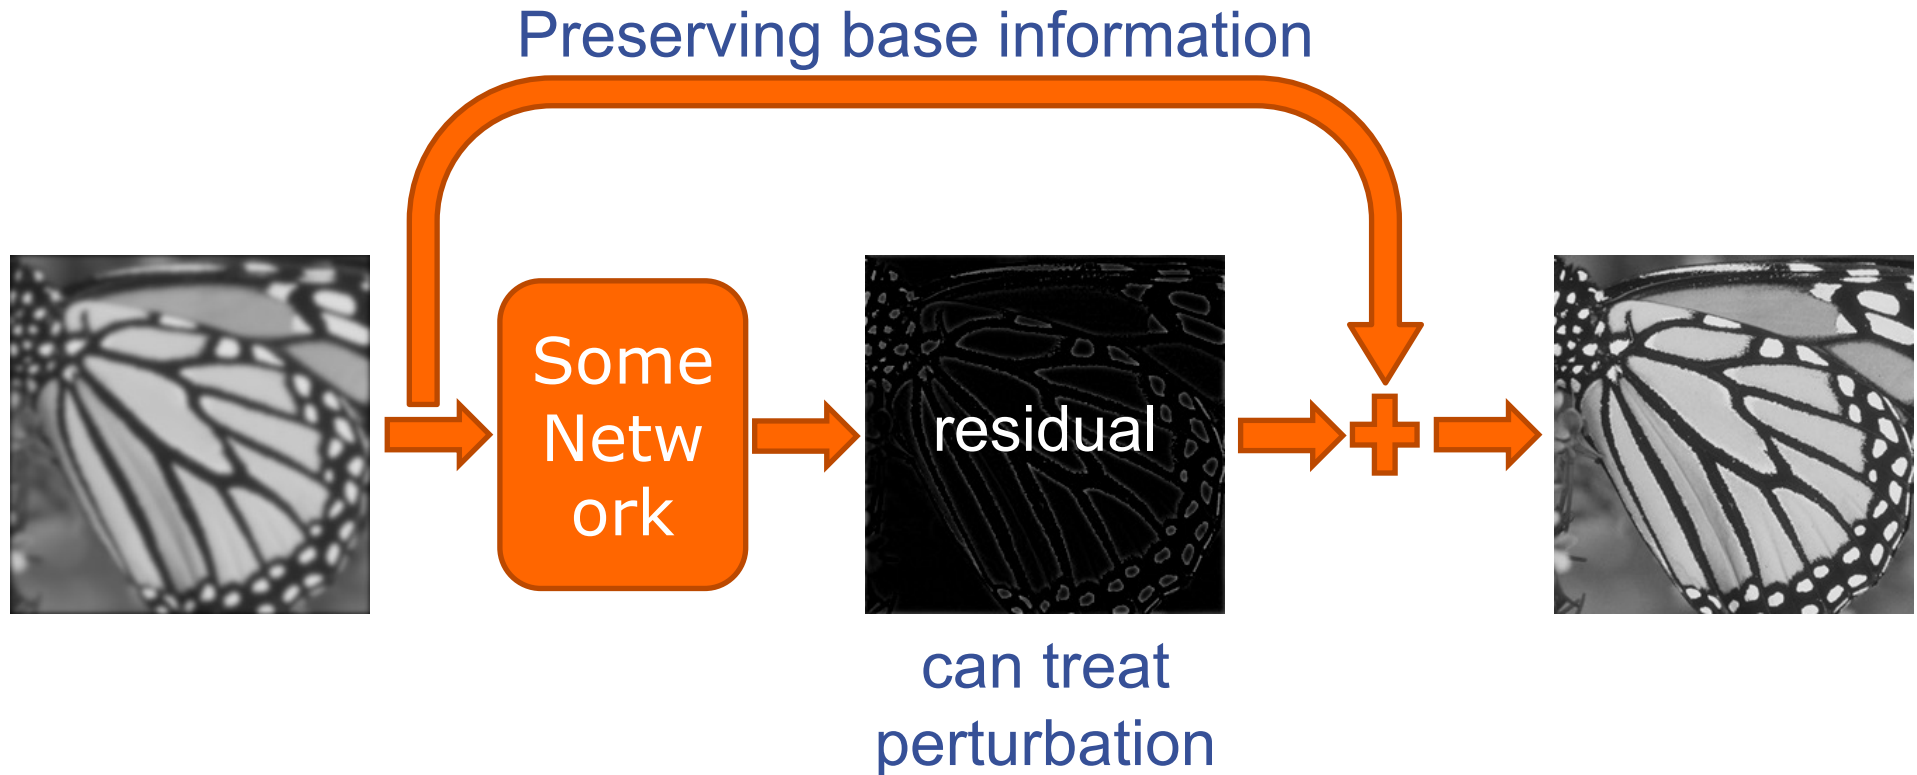 Preserving base information
Some
Netw
ork
residual
can treat
perturbation